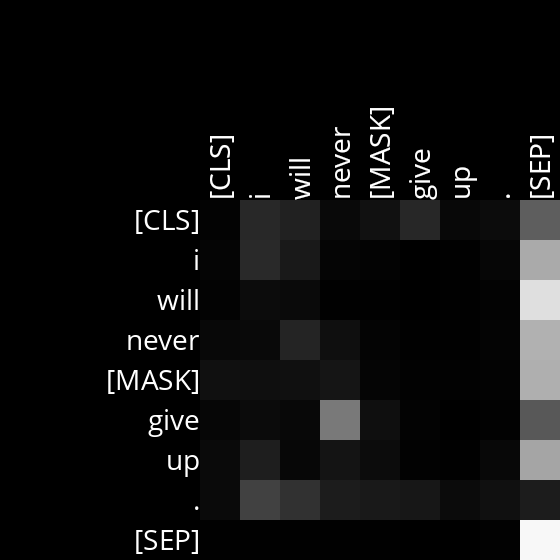 [CLS] i will never [MASK] give up . [SEP]
[CLS]
i
will
never
[MASK]
give
up
.
[SEP]